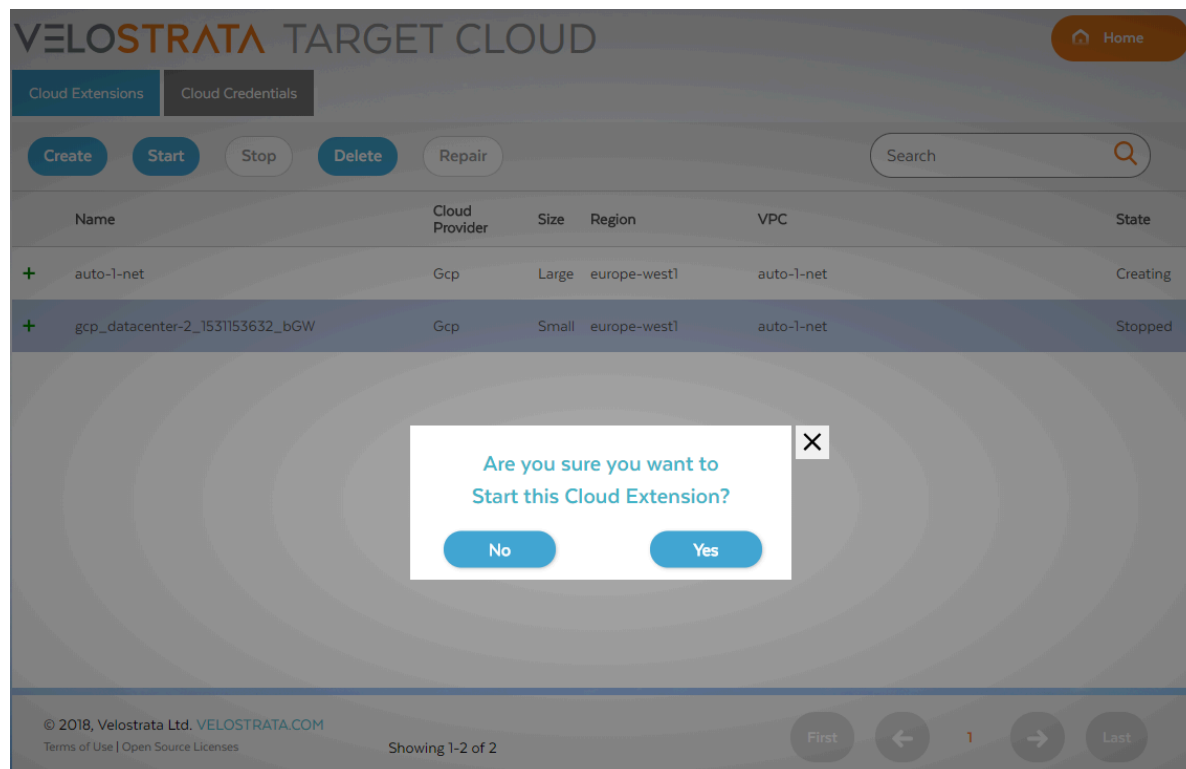 VELOSTRATA TARGET CLOUD
Home
Cloud Extensions Cloud Credentials
Create Start Stop Delete Repair Search
Name Cloud Provider Size Region VPC State
+ auto-1-net Gcp Large europe-west1 auto-1-net Creating
+ gcp_datacenter-2_1531153632_bGW Gcp Small europe-west1 auto-1-net Stopped
Are you sure you want to
Start this Cloud Extension?
No Yes
© 2018, Velostrata Ltd. VELOSTRATA.COM
Terms of Use | Open Source Licenses
Showing 1-2 of 2
First 1 Last